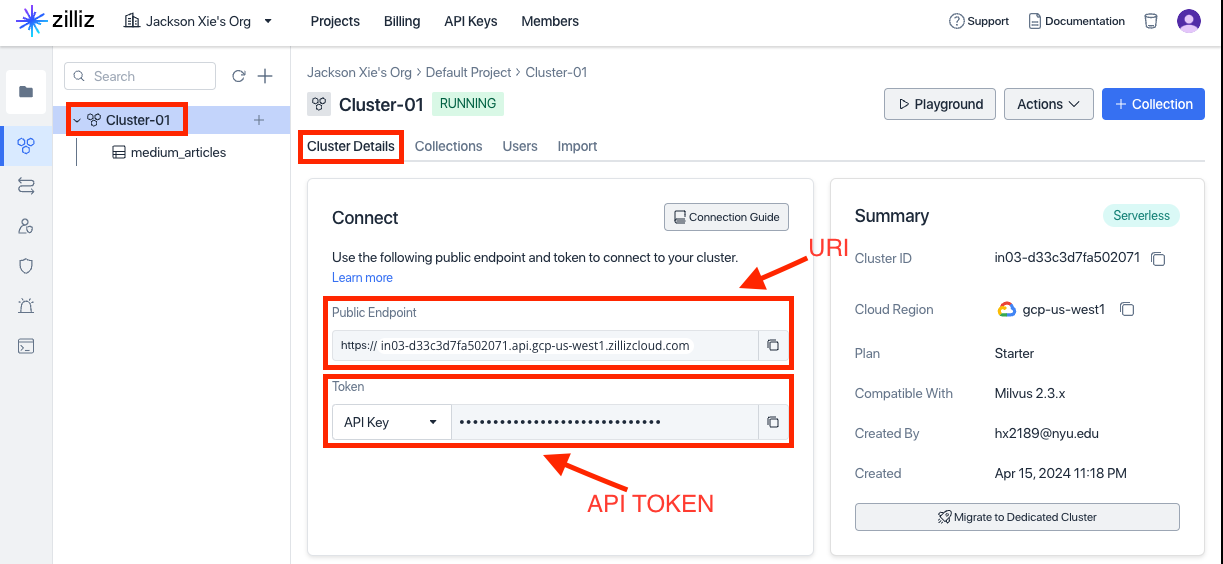 zilliz
Jackson Xie's Org
Projects
Billing
API Keys
Members
Support
Documentation
Search
Cluster-01
medium_articles
Jackson Xie's Org > Default Project > Cluster-01
Cluster-01
RUNNING
Playground
Actions
+ Collection
Cluster Details
Collections
Users
Import
Connect
Connection Guide
Use the following public endpoint and token to connect to your cluster.
Learn more
URI
Public Endpoint
https:// in03-d33c3d7fa502071.api.gcp-us-west1.zillizcloud.com
Token
API Key
••••••••••••••••••••••••••••••
API TOKEN
Summary
Serverless
Cluster ID
in03-d33c3d7fa502071
Cloud Region
gcp-us-west1
Plan
Starter
Compatible With
Milvus 2.3.x
Created By
hx2189@nyu.edu
Created
Apr 15, 2024 11:18 PM
Migrate to Dedicated Cluster